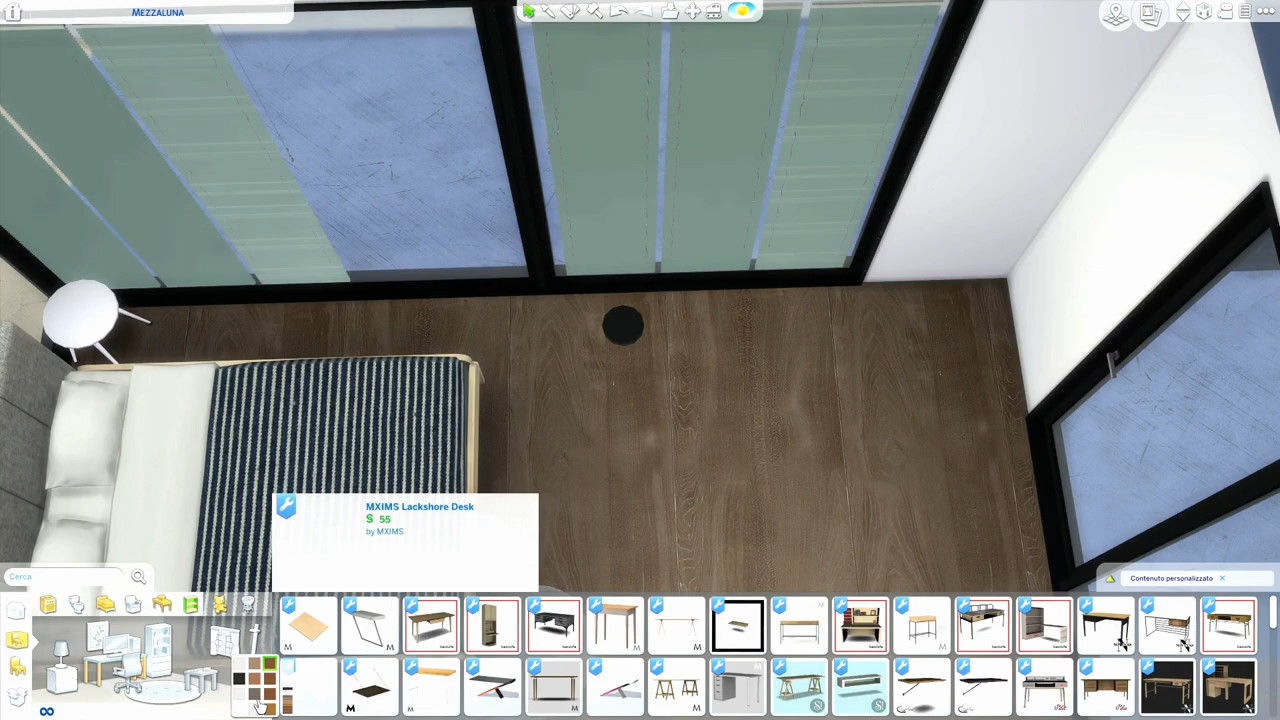 MEZZALUNA
MXIMS Lackshore Desk
$ 55
by MXIMS
Cerca
Contenuto personalizzato